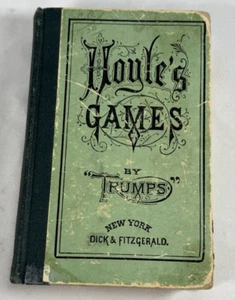 Hoyle's
GAMES
BY
"TRUMPS"
NEW YORK
DICK & FITZGERALD.